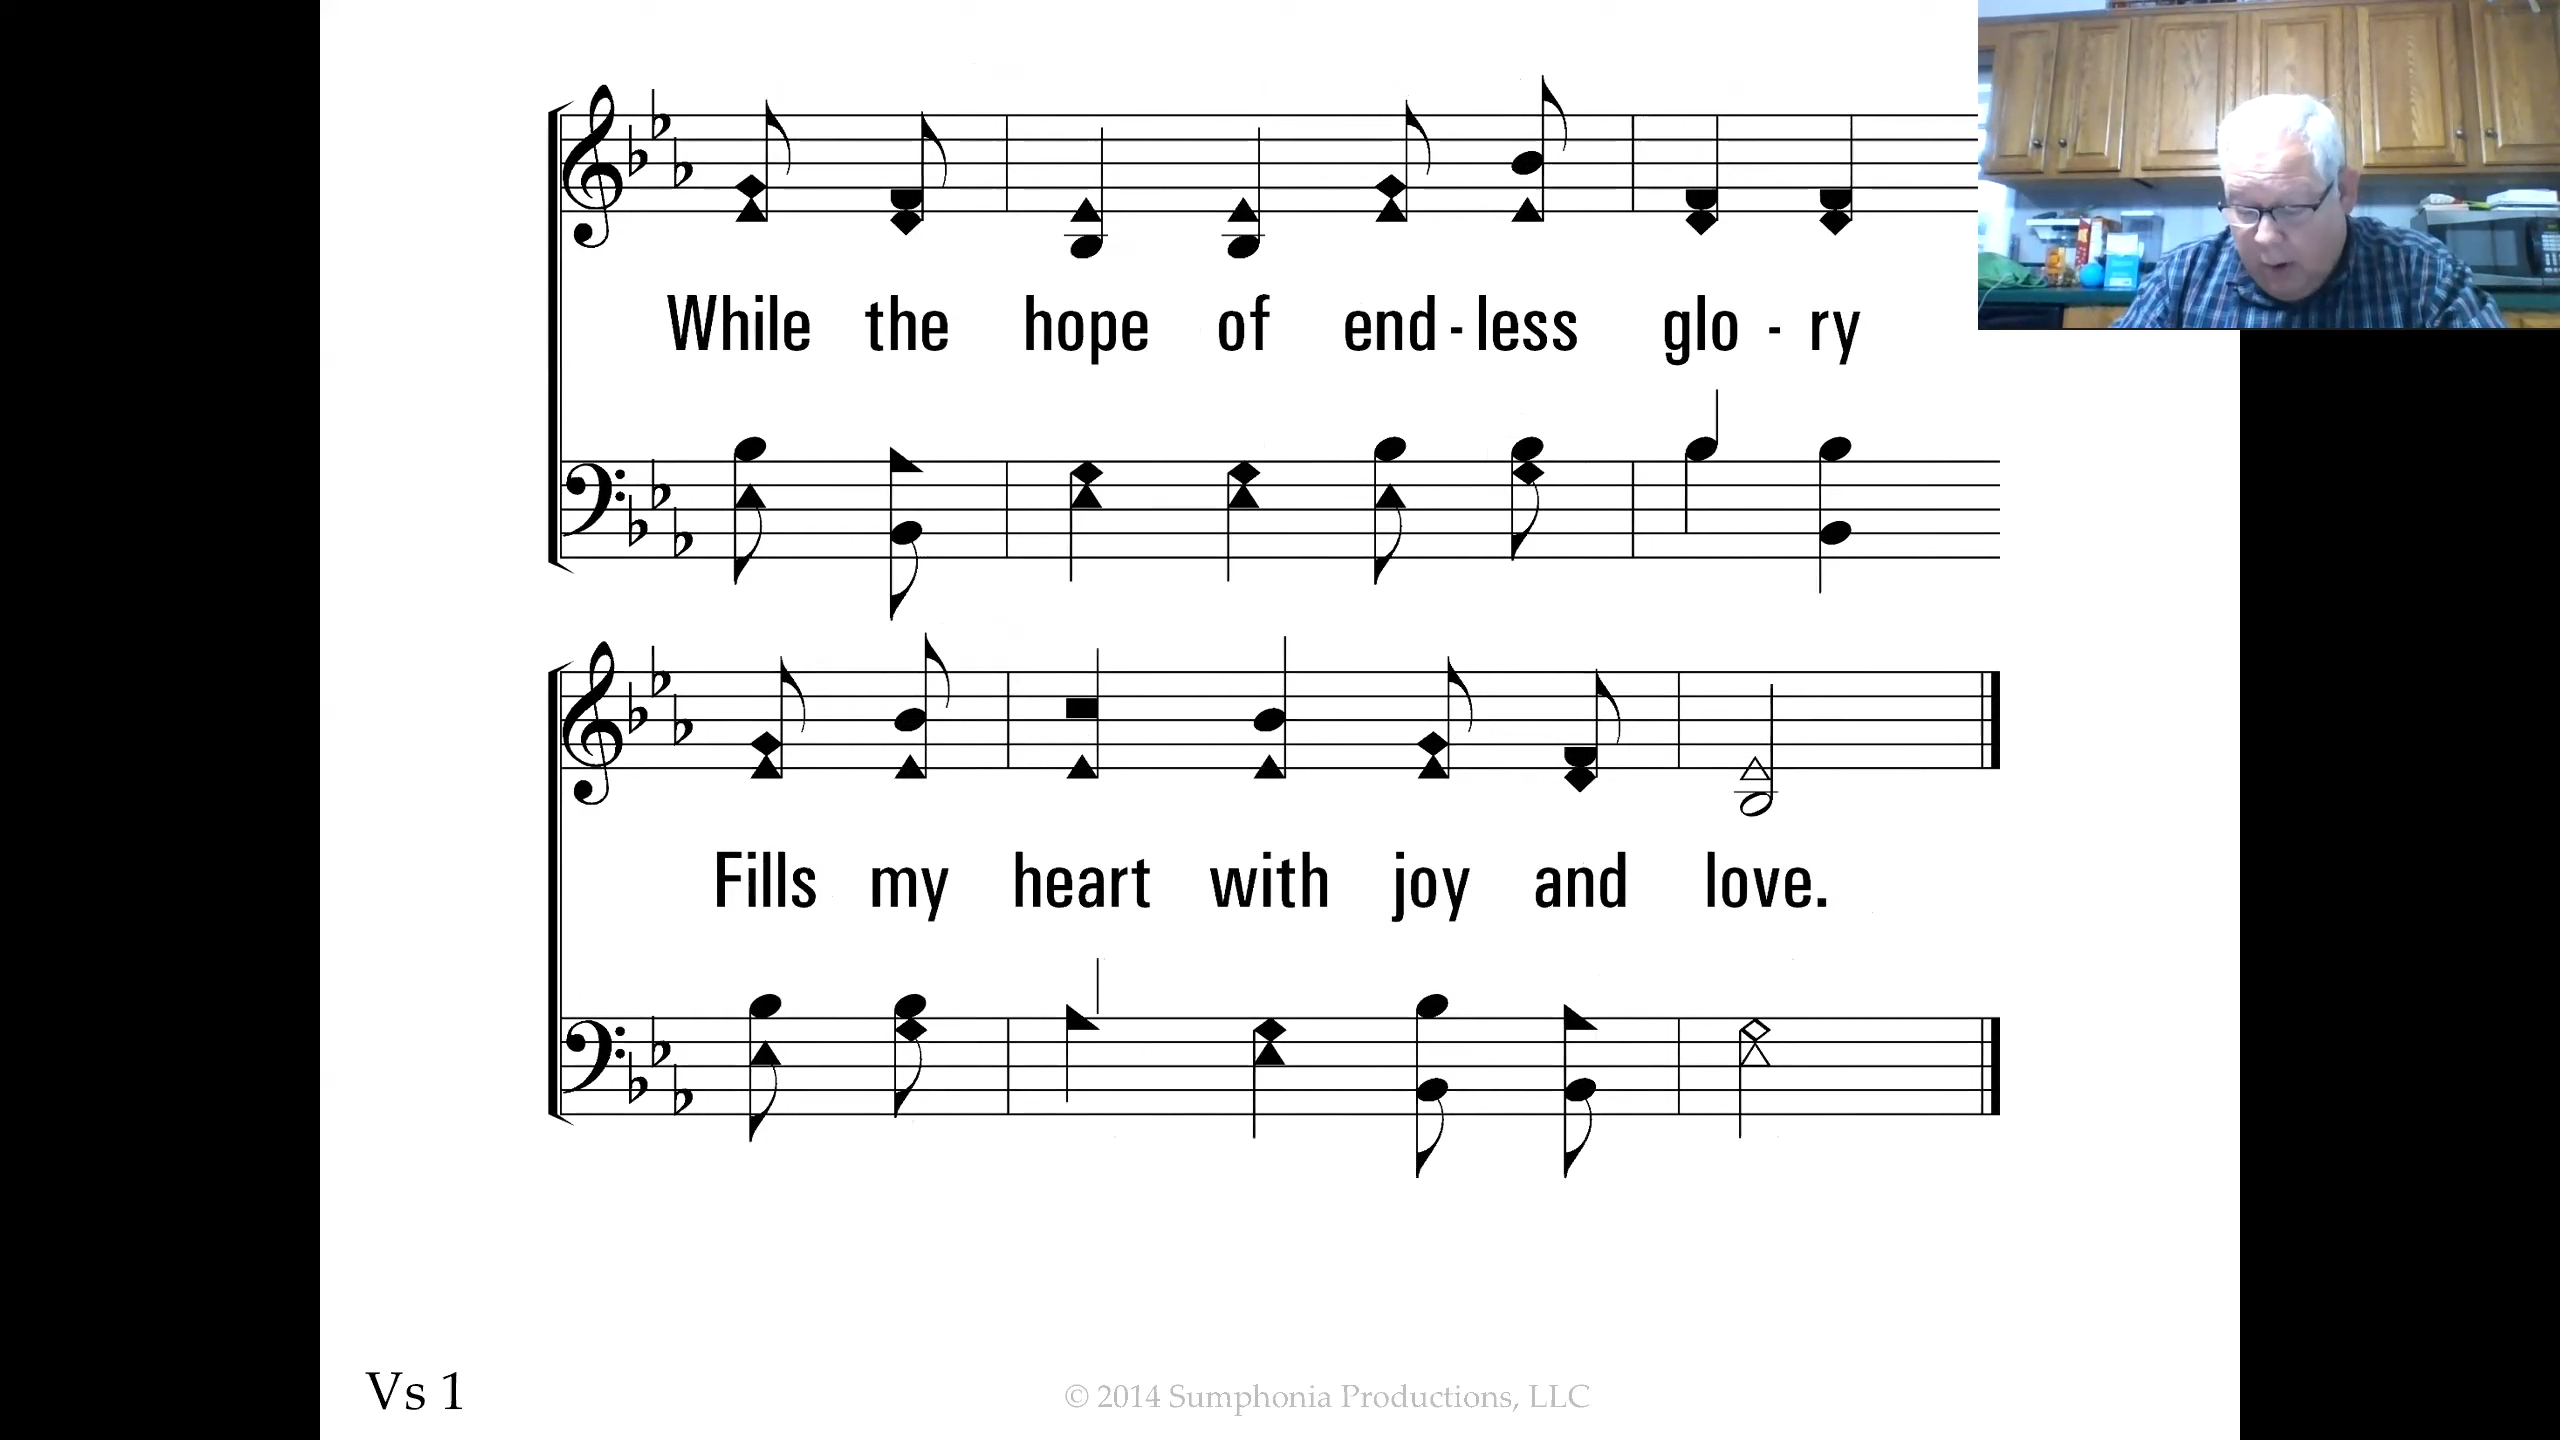 While the hope of end - less glo - ry
Fills my heart with joy and love.
Vs 1
© 2014 Sumphonia Productions, LLC